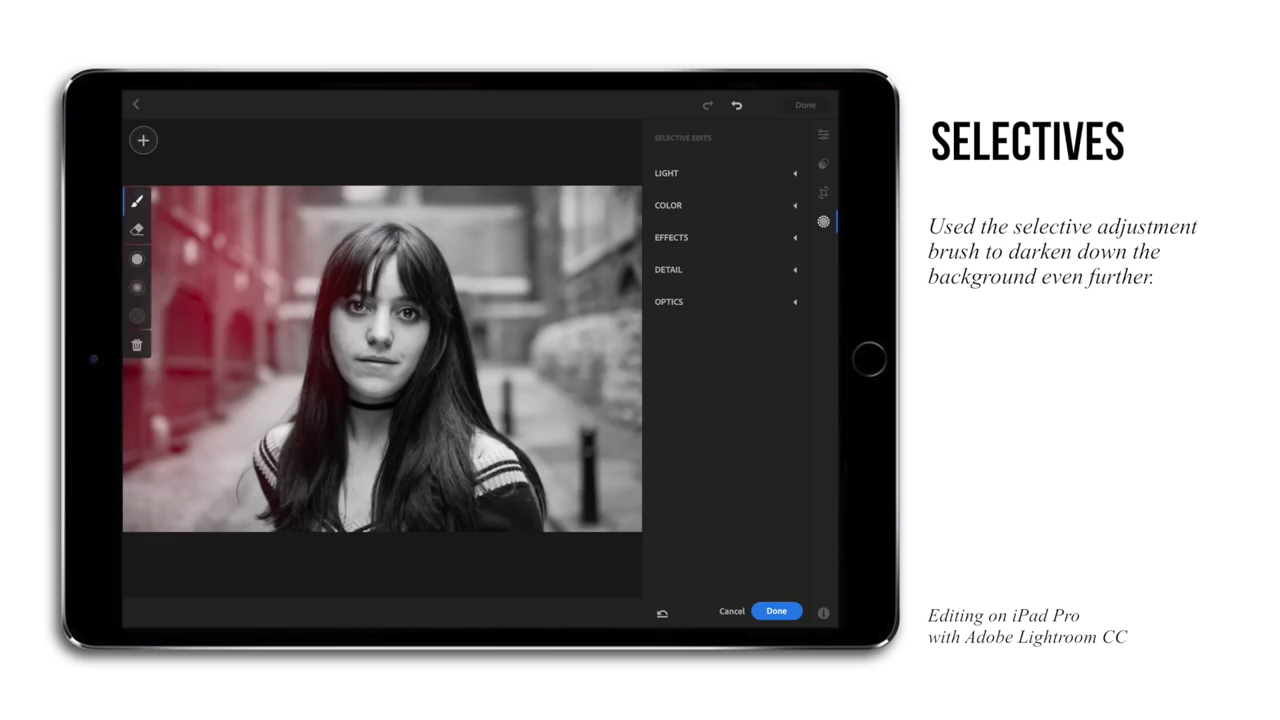 Done
SELECTIVE EDITS
LIGHT
COLOR
EFFECTS
DETAIL
OPTICS
Cancel
Done
SELECTIVES
Used the selective adjustment
brush to darken down the
background even further.
Editing on iPad Pro
with Adobe Lightroom CC